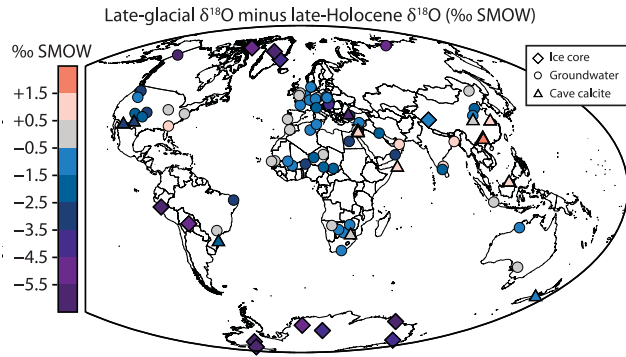 Late-glacial δ¹⁸O minus late-Holocene δ¹⁸O (‰ SMOW)
‰ SMOW
+1.5
+0.5
−0.5
−1.5
−2.5
−3.5
−4.5
−5.5
Ice core
Groundwater
Cave calcite